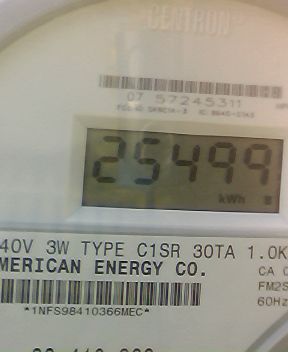 CENTRON
07 57245311
25499
kWh
40V 3W TYPE C1SR 30TA 1.0K
MERICAN ENERGY CO.
CA 0
FM2S
60Hz
*1NFS98410366MEC*